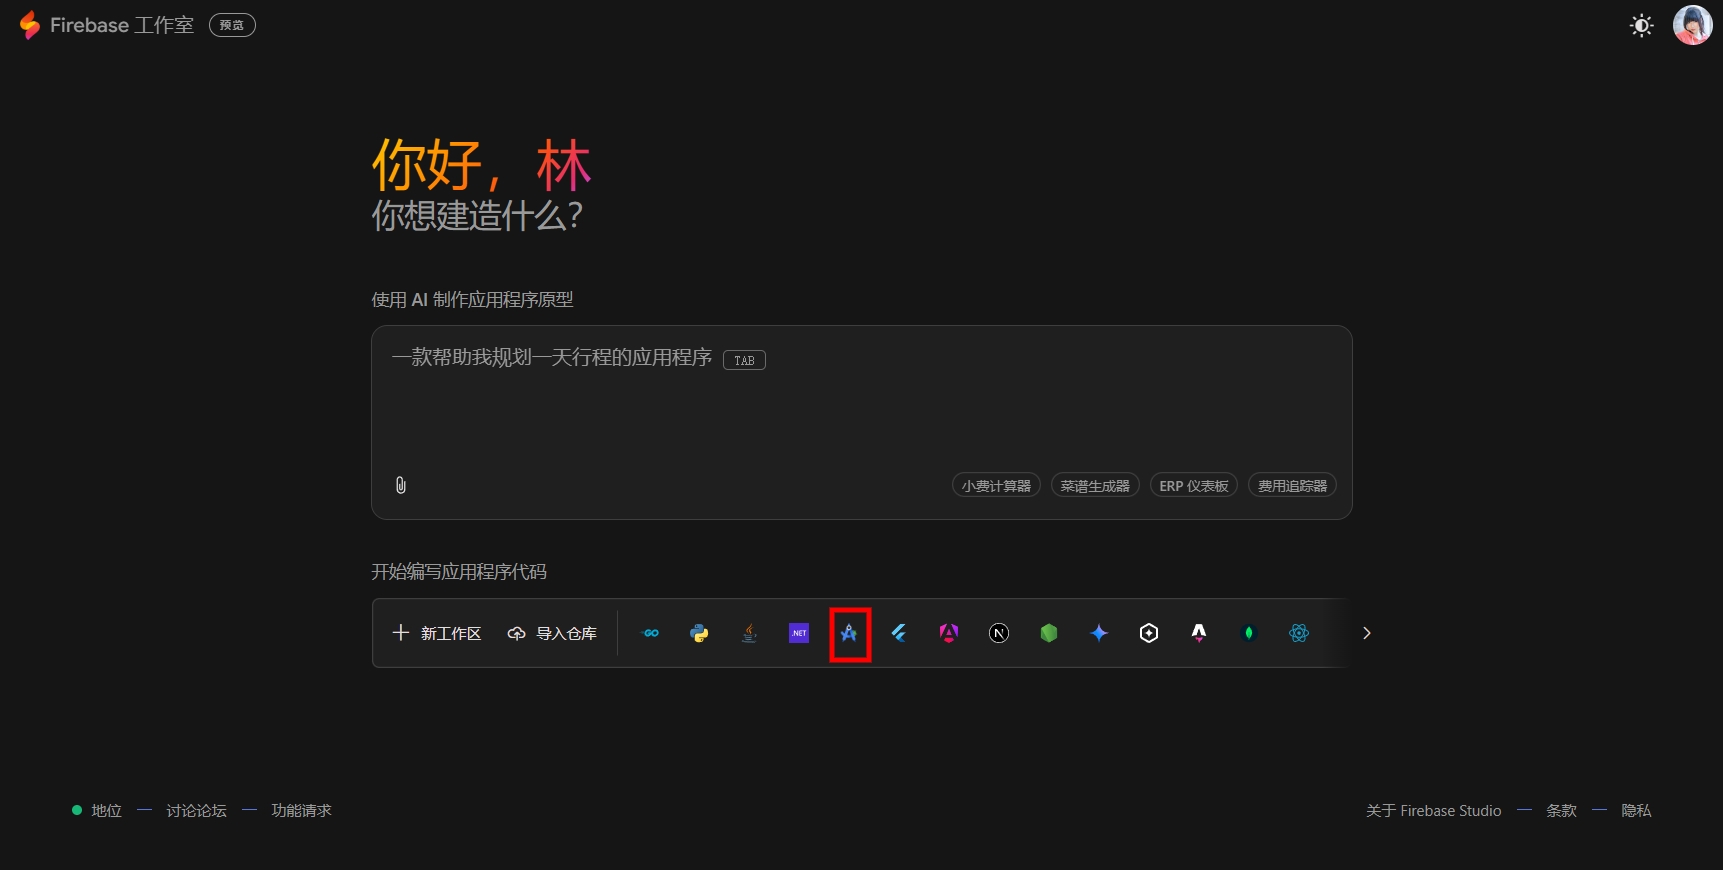 Firebase 工作室 预览
你好，林
你想建造什么？
使用 AI 制作应用程序原型
一款帮助我规划一天行程的应用程序 TAB
小费计算器 菜谱生成器 ERP 仪表板 费用追踪器
开始编写应用程序代码
新工作区 导入仓库 GO .NET N
地位 — 讨论论坛 — 功能请求
关于 Firebase Studio — 条款 — 隐私